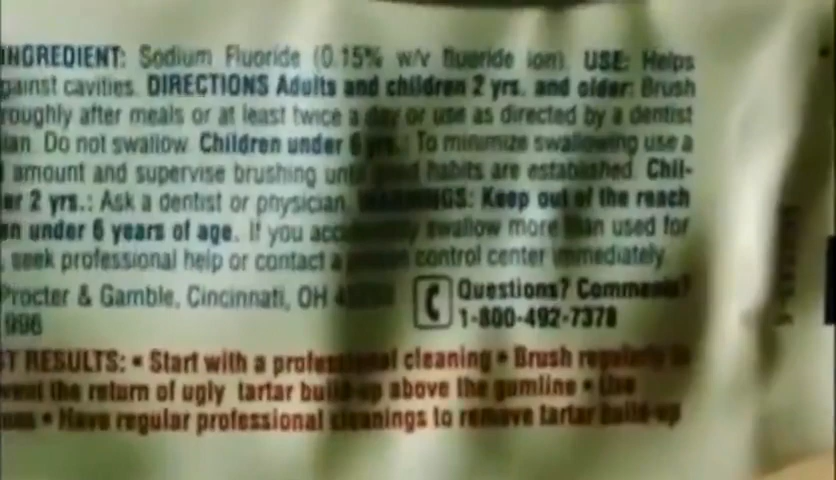 INGREDIENT: Sodium Fluoride (0.15% w/v fluoride ion). USE: Helps
gainst cavities. DIRECTIONS Adults and children 2 yrs. and older: Brush
roughly after meals or at least twice a day or use as directed by a dentist
ian. Do not swallow. Children under 6 yrs.: To minimize swallowing use a
amount and supervise brushing until good habits are established. Chil-
er 2 yrs.: Ask a dentist or physician. WARNINGS: Keep out of the reach
en under 6 years of age. If you accidentally swallow more than used for
, seek professional help or contact a poison control center immediately.
Procter & Gamble, Cincinnati, OH
Questions? Comments?
996
1-800-492-7378
T RESULTS: • Start with a professional cleaning • Brush regularly to
vent the return of ugly tartar build-up above the gumline • Use
• Have regular professional cleanings to remove tartar build-up